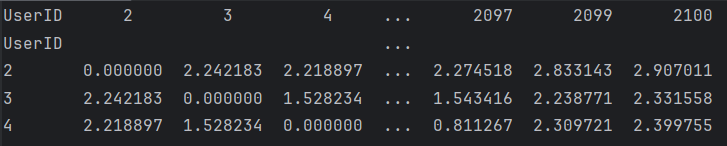 UserID 2 3 4 ... 2097 2099 2100
UserID ...
2 0.000000 2.242183 2.218897 ... 2.274518 2.833143 2.907011
3 2.242183 0.000000 1.528234 ... 1.543416 2.238771 2.331558
4 2.218897 1.528234 0.000000 ... 0.811267 2.309721 2.399755